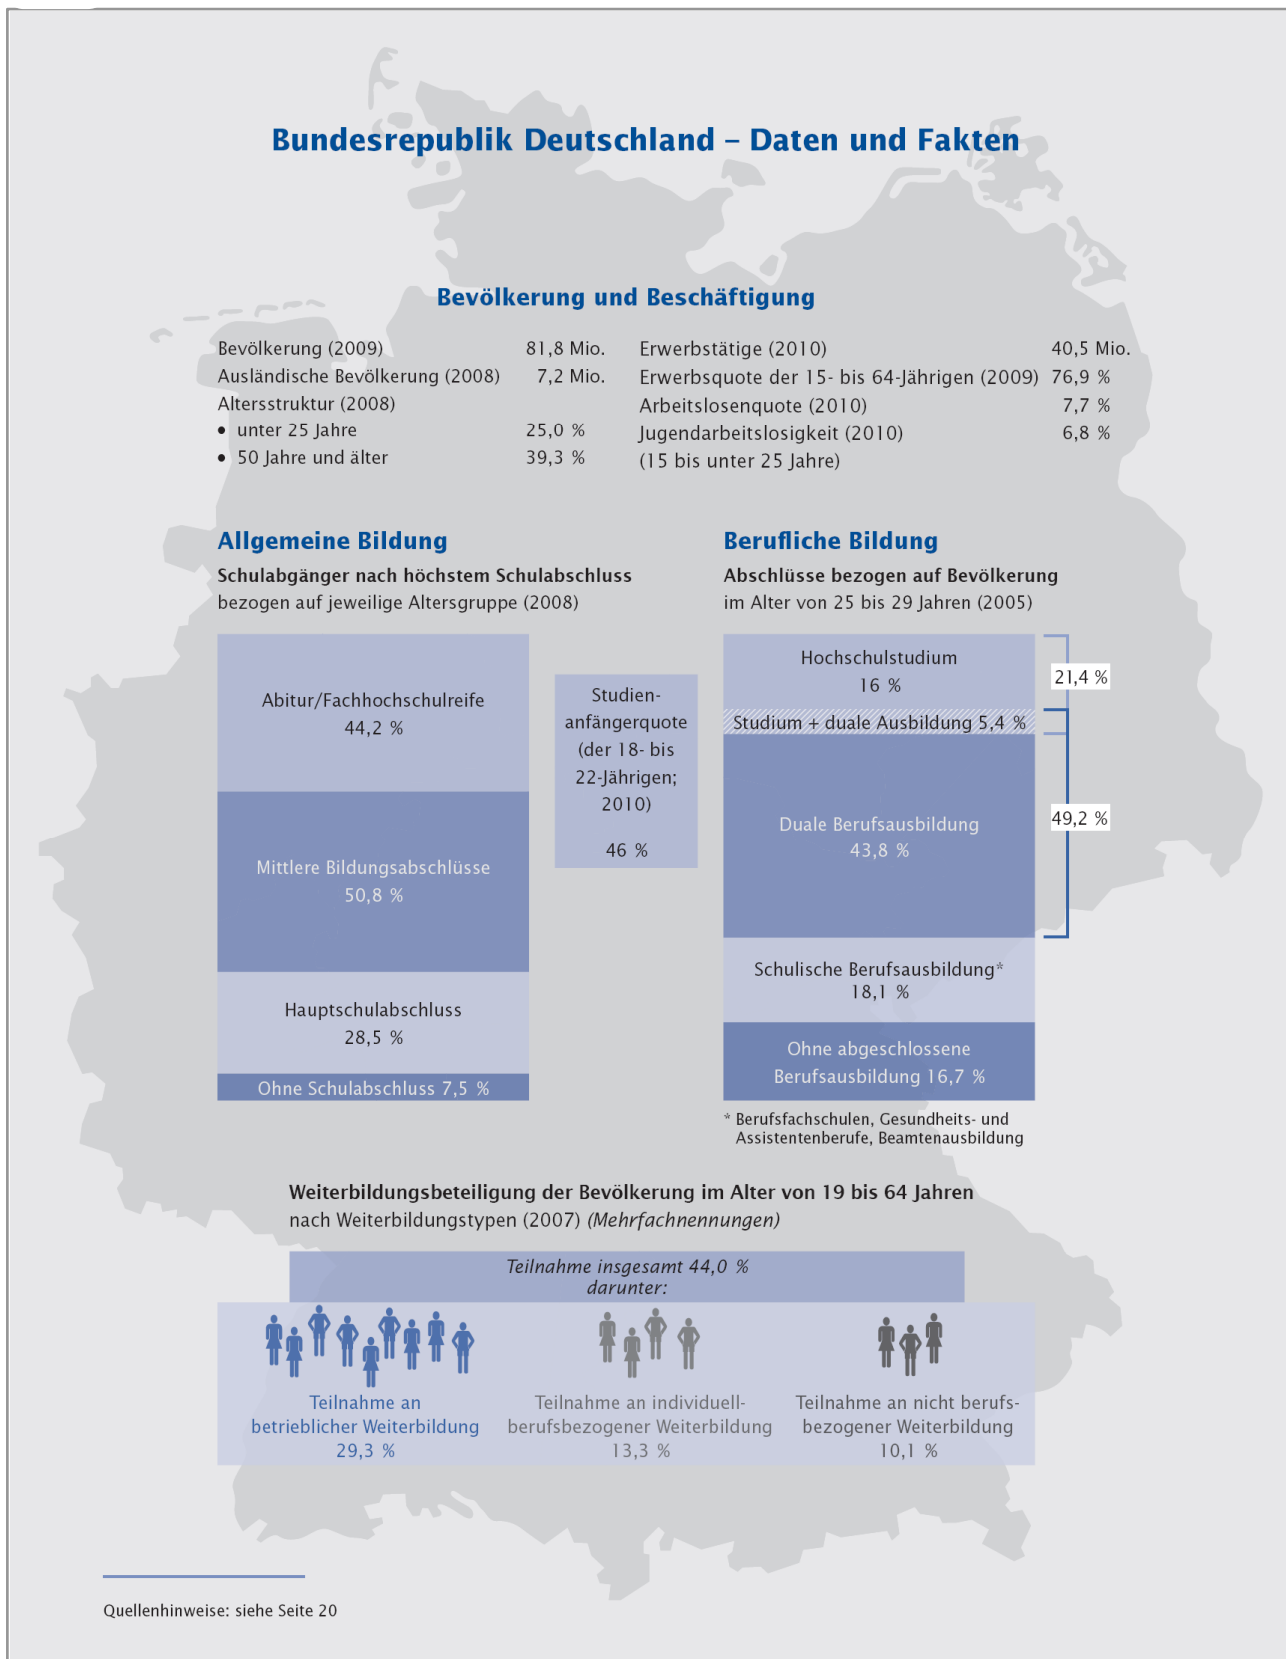 Bundesrepublik Deutschland – Daten und Fakten
Bevölkerung und Beschäftigung
Bevölkerung (2009) 81,8 Mio.
Ausländische Bevölkerung (2008) 7,2 Mio.
Altersstruktur (2008)
• unter 25 Jahre 25,0 %
• 50 Jahre und älter 39,3 %
Erwerbstätige (2010) 40,5 Mio.
Erwerbsquote der 15- bis 64-Jährigen (2009) 76,9 %
Arbeitslosenquote (2010) 7,7 %
Jugendarbeitslosigkeit (2010) 6,8 %
(15 bis unter 25 Jahre)
Allgemeine Bildung
Schulabgänger nach höchstem Schulabschluss
bezogen auf jeweilige Altersgruppe (2008)
Abitur/Fachhochschulreife
44,2 %
Mittlere Bildungsabschlüsse
50,8 %
Hauptschulabschluss
28,5 %
Ohne Schulabschluss 7,5 %
Studien-
anfängerquote
(der 18- bis
22-Jährigen;
2010)
46 %
Berufliche Bildung
Abschlüsse bezogen auf Bevölkerung
im Alter von 25 bis 29 Jahren (2005)
Hochschulstudium
16 %
Studium + duale Ausbildung 5,4 %
Duale Berufsausbildung
43,8 %
Schulische Berufsausbildung*
18,1 %
Ohne abgeschlossene
Berufsausbildung 16,7 %
21,4 %
49,2 %
* Berufsfachschulen, Gesundheits- und
Assistentenberufe, Beamtenausbildung
Weiterbildungsbeteiligung der Bevölkerung im Alter von 19 bis 64 Jahren
nach Weiterbildungstypen (2007) (Mehrfachnennungen)
Teilnahme insgesamt 44,0 %
darunter:
Teilnahme an
betrieblicher Weiterbildung
29,3 %
Teilnahme an individuell-
berufsbezogener Weiterbildung
13,3 %
Teilnahme an nicht berufs-
bezogener Weiterbildung
10,1 %
Quellenhinweise: siehe Seite 20